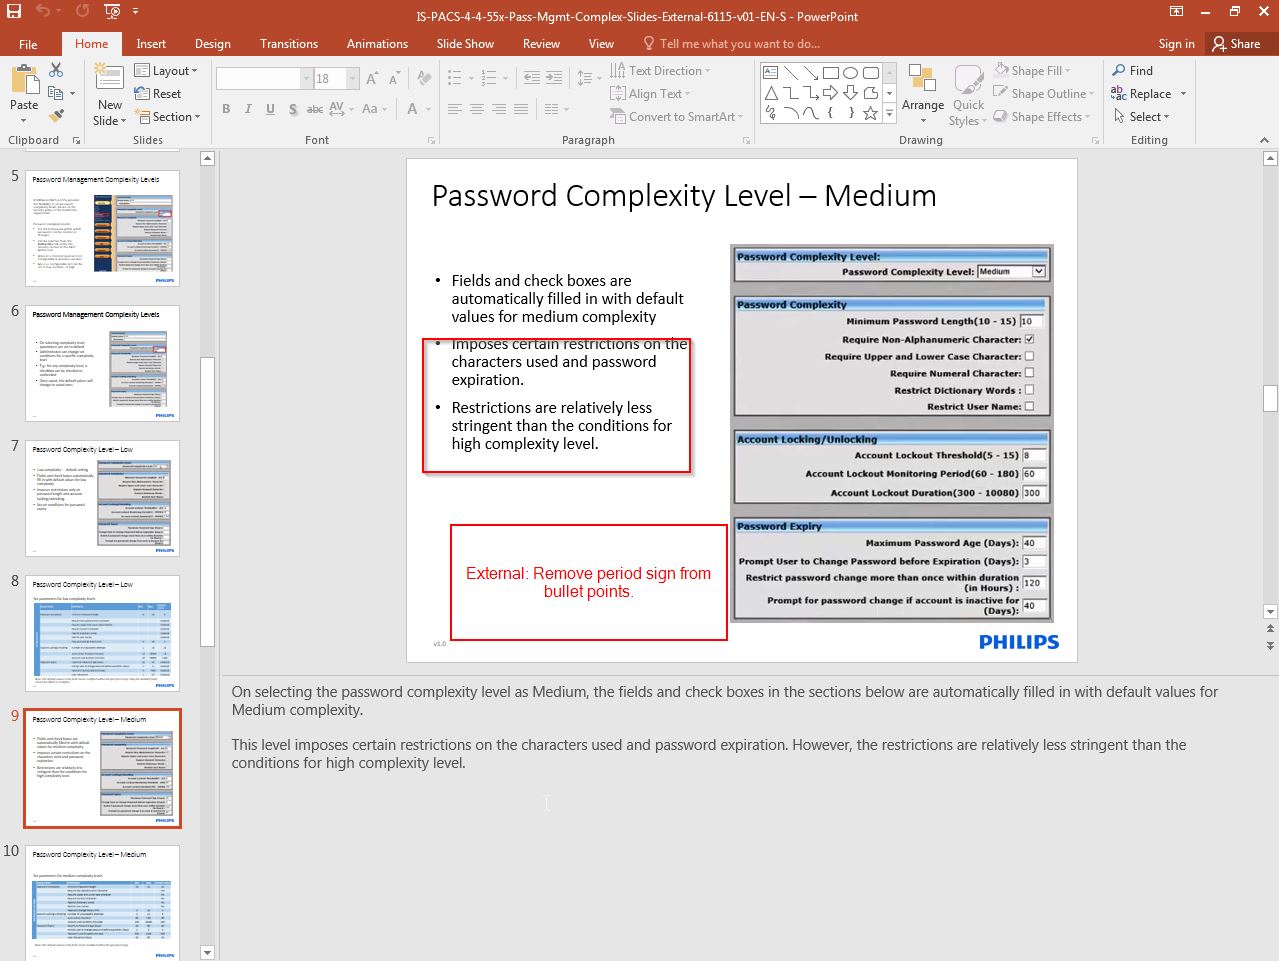 IS-PACS-4-4-55x-Pass-Mgmt-Complex-Slides-External-6115-v01-EN-S - PowerPoint
File Home Insert Design Transitions Animations Slide Show Review View Tell me what you want to do... Sign in Share
Paste
New Slide
Layout
Reset
Section
18
B I U S abc AV Aa A
Text Direction
Align Text
Convert to SmartArt
Arrange
Quick Styles
Shape Fill
Shape Outline
Shape Effects
Find
Replace
Select
Clipboard Slides Font Paragraph Drawing Editing
5
Password Management Complexity Levels
PHILIPS
6
Password Management Complexity Levels
PHILIPS
7
Password Complexity Level – Low
PHILIPS
8
Password Complexity Level – Low
PHILIPS
9
Password Complexity Level – Medium
PHILIPS
10
Password Complexity Level – Medium
Password Complexity Level – Medium
• Fields and check boxes are
automatically filled in with default
values for medium complexity
• Imposes certain restrictions on the
characters used and password
expiration.
• Restrictions are relatively less
stringent than the conditions for
high complexity level.
External: Remove period sign from
bullet points.
v1.0
Password Complexity Level:
Password Complexity Level: Medium
Password Complexity
Minimum Password Length(10 - 15) 10
Require Non-Alphanumeric Character:
Require Upper and Lower Case Character:
Require Numeral Character:
Restrict Dictionary Words :
Restrict User Name:
Account Locking/Unlocking
Account Lockout Threshold(5 - 15) 8
Account Lockout Monitoring Period(60 - 180) 60
Account Lockout Duration(300 - 10080) 300
Password Expiry
Maximum Password Age (Days): 40
Prompt User to Change Password before Expiration (Days): 3
Restrict password change more than once within duration
(in Hours) : 120
Prompt for password change if account is inactive for
(Days): 40
PHILIPS
On selecting the password complexity level as Medium, the fields and check boxes in the sections below are automatically filled in with default values for
Medium complexity.
This level imposes certain restrictions on the characters used and password expiration. However, the restrictions are relatively less stringent than the
conditions for high complexity level.